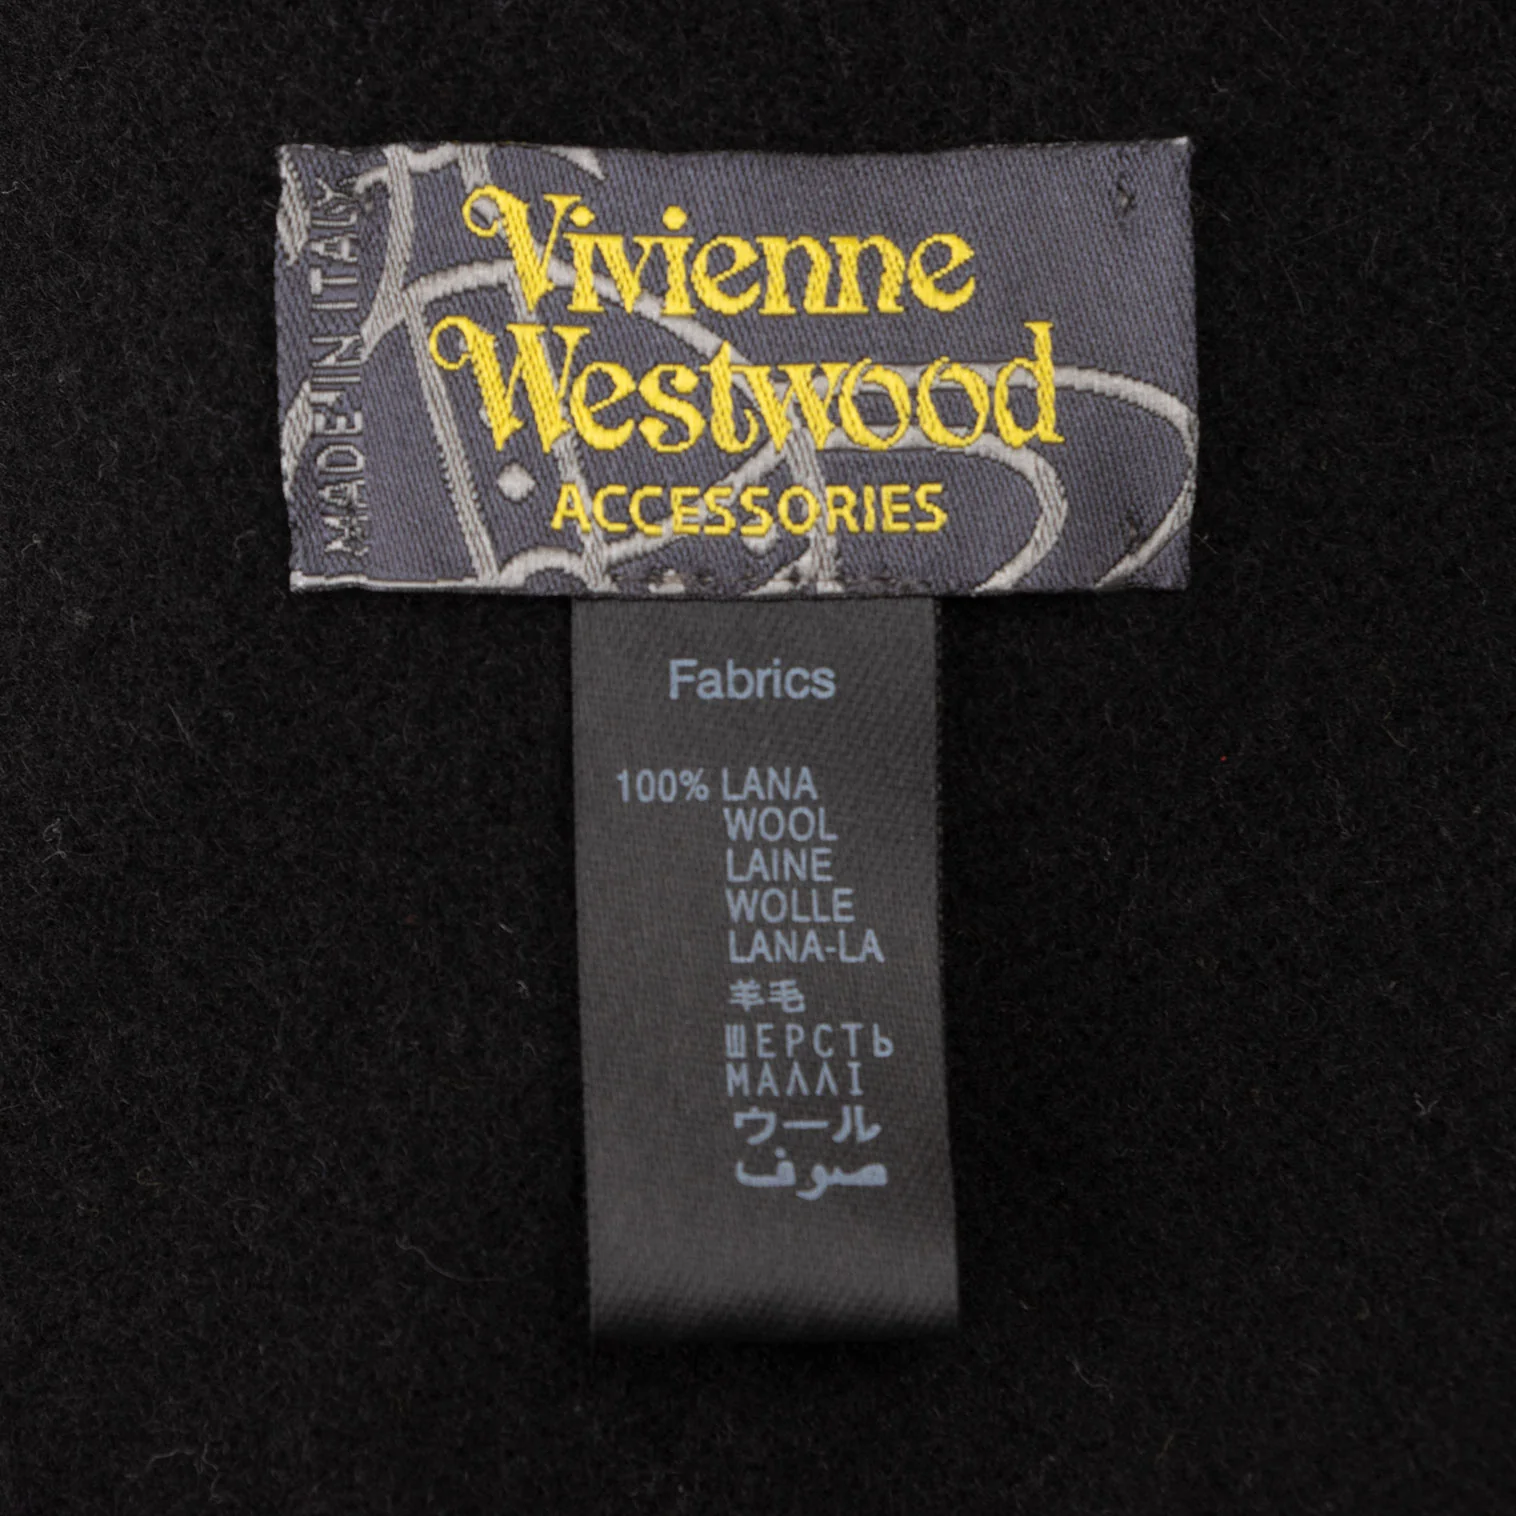 Vivienne
Westwood
ACCESSORIES
MADE IN ITALY
Fabrics
100% LANA
WOOL
LAINE
WOLLE
LANA-LA
羊毛
ШЕРСТЬ
ΜΑΛΛΙ
ウール
صوف